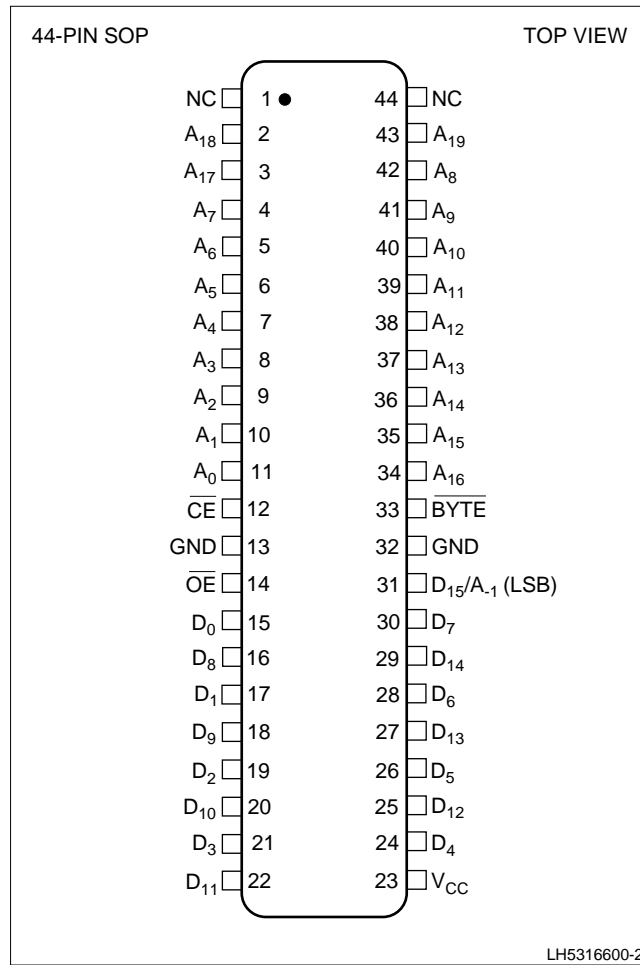 44-PIN SOP TOP VIEW
NC 1 44 NC
A18 2 43 A19
A17 3 42 A8
A7 4 41 A9
A6 5 40 A10
A5 6 39 A11
A4 7 38 A12
A3 8 37 A13
A2 9 36 A14
A1 10 35 A15
A0 11 34 A16
CE 12 33 BYTE
GND 13 32 GND
OE 14 31 D15/A-1 (LSB)
D0 15 30 D7
D8 16 29 D14
D1 17 28 D6
D9 18 27 D13
D2 19 26 D5
D10 20 25 D12
D3 21 24 D4
D11 22 23 VCC
LH5316600-2